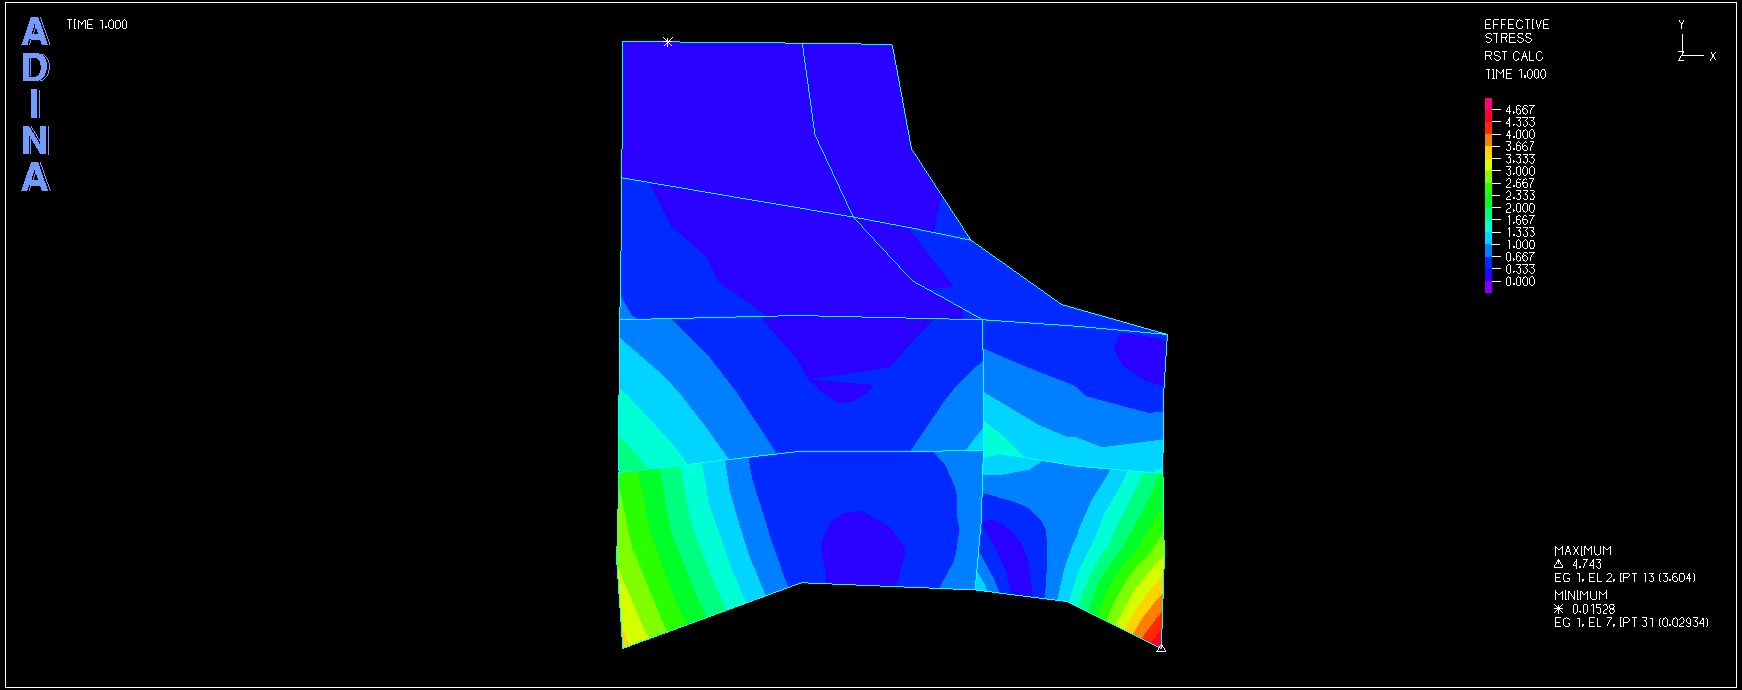 ADINA
TIME 1.000
EFFECTIVE
STRESS
RST CALC
TIME 1.000
4.667
4.333
4.000
3.667
3.333
3.000
2.667
2.333
2.000
1.667
1.333
1.000
0.667
0.333
0.000
Y
Z X
MAXIMUM
△ 4.743
EG 1, EL 2, IPT 13 (3.604)
MINIMUM
✳ 0.01528
EG 1, EL 7, IPT 31 (0.02934)